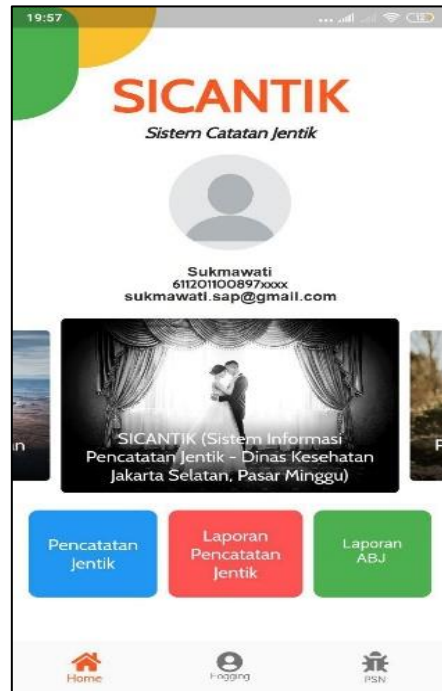 19:57
SICANTIK
Sistem Catatan Jentik
Sukmawati
611201100897xxxx
sukmawati.sap@gmail.com
SICANTIK (Sistem Informasi
Pencatatan Jentik - Dinas Kesehatan
Jakarta Selatan, Pasar Minggu)
Pencatatan
Jentik
Laporan
Pencatatan
Jentik
Laporan
ABJ
Home
Fogging
PSN